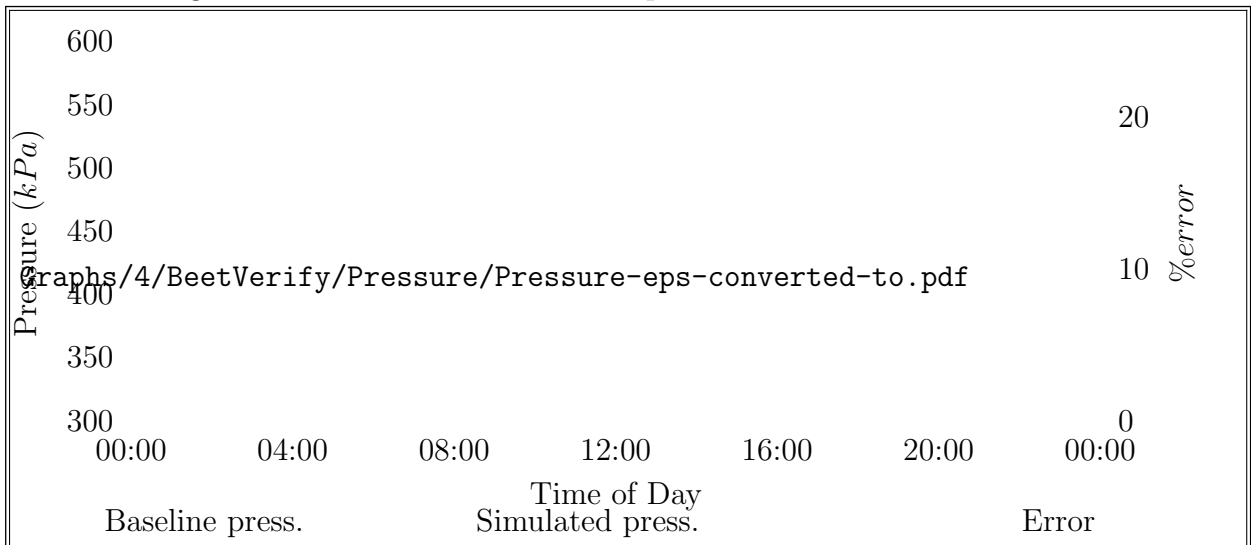 600
550
500
450
400
350
300
Pressure (kPa)
Graphs/4/BeetVerify/Pressure/Pressure-eps-converted-to.pdf
20
10
0
%error
00:00 04:00 08:00 12:00 16:00 20:00 00:00
Time of Day
Baseline press. Simulated press. Error